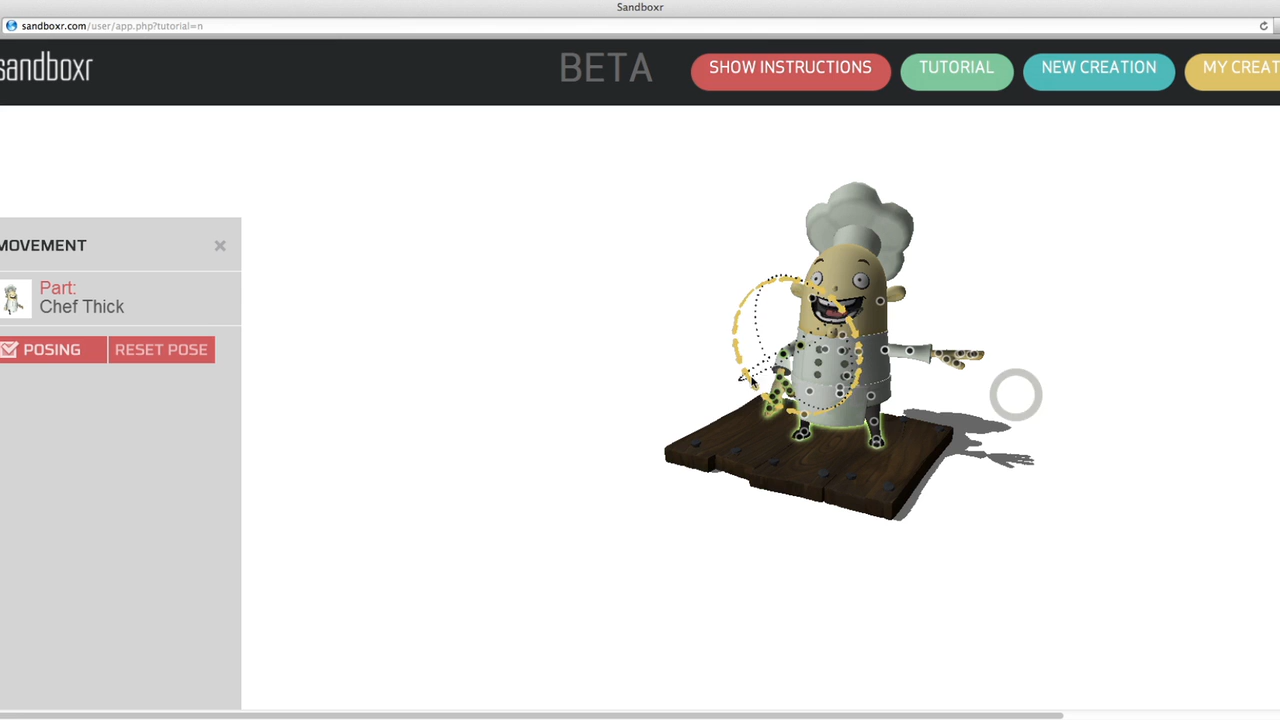 Sandboxr
sandboxr.com/user/app.php?tutorial=n
sandboxr
BETA
SHOW INSTRUCTIONS
TUTORIAL
NEW CREATION
MY CREAT
MOVEMENT
Part:
Chef Thick
POSING
RESET POSE